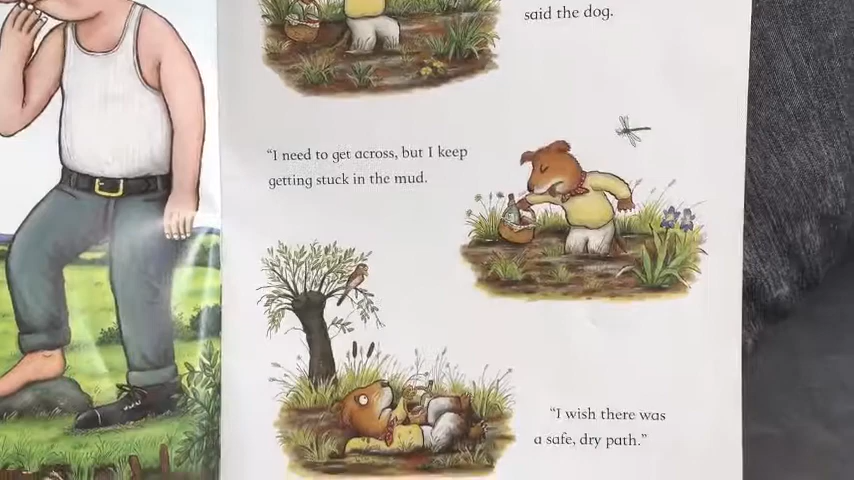 said the dog.
“I need to get across, but I keep
getting stuck in the mud.
“I wish there was
a safe, dry path.”